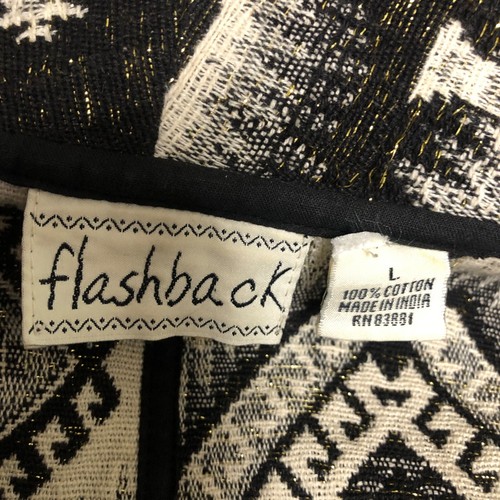 flashback
L
100% COTTON
MADE IN INDIA
RN 83881